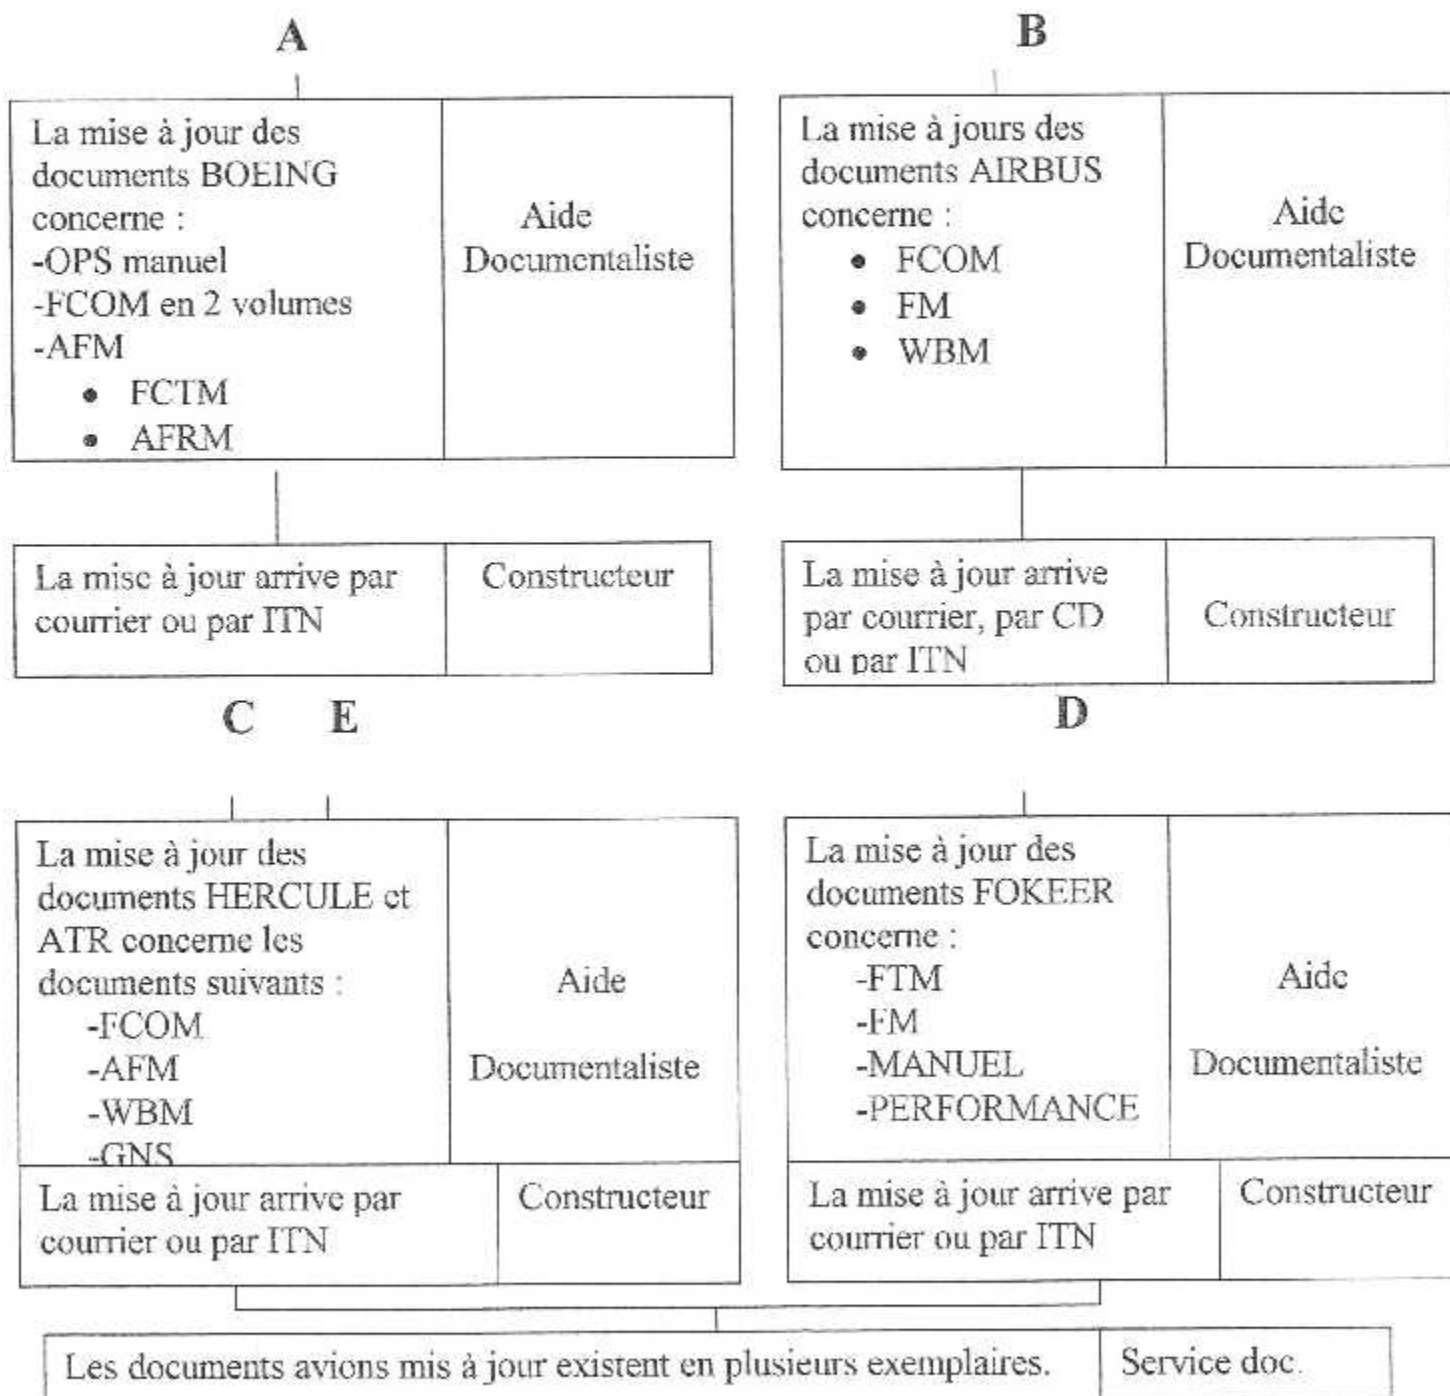 A
La mise à jour des
documents BOEING
concerne :
-OPS manuel
-FCOM en 2 volumes
-AFM
• FCTM
• AFRM
Aide
Documentaliste
La mise à jour arrive par
courrier ou par ITN
Constructeur
B
La mise à jours des
documents AIRBUS
concerne :
• FCOM
• FM
• WBM
Aide
Documentaliste
La mise à jour arrive
par courrier, par CD
ou par ITN
Constructeur
C E
La mise à jour des
documents HERCULE et
ATR concerne les
documents suivants :
-FCOM
-AFM
-WBM
-GNS
Aide
Documentaliste
La mise à jour arrive par
courrier ou par ITN
Constructeur
D
La mise à jour des
documents FOKEER
concerne :
-FTM
-FM
-MANUEL
-PERFORMANCE
Aide
Documentaliste
La mise à jour arrive par
courrier ou par ITN
Constructeur
Les documents avions mis à jour existent en plusieurs exemplaires.
Service doc.